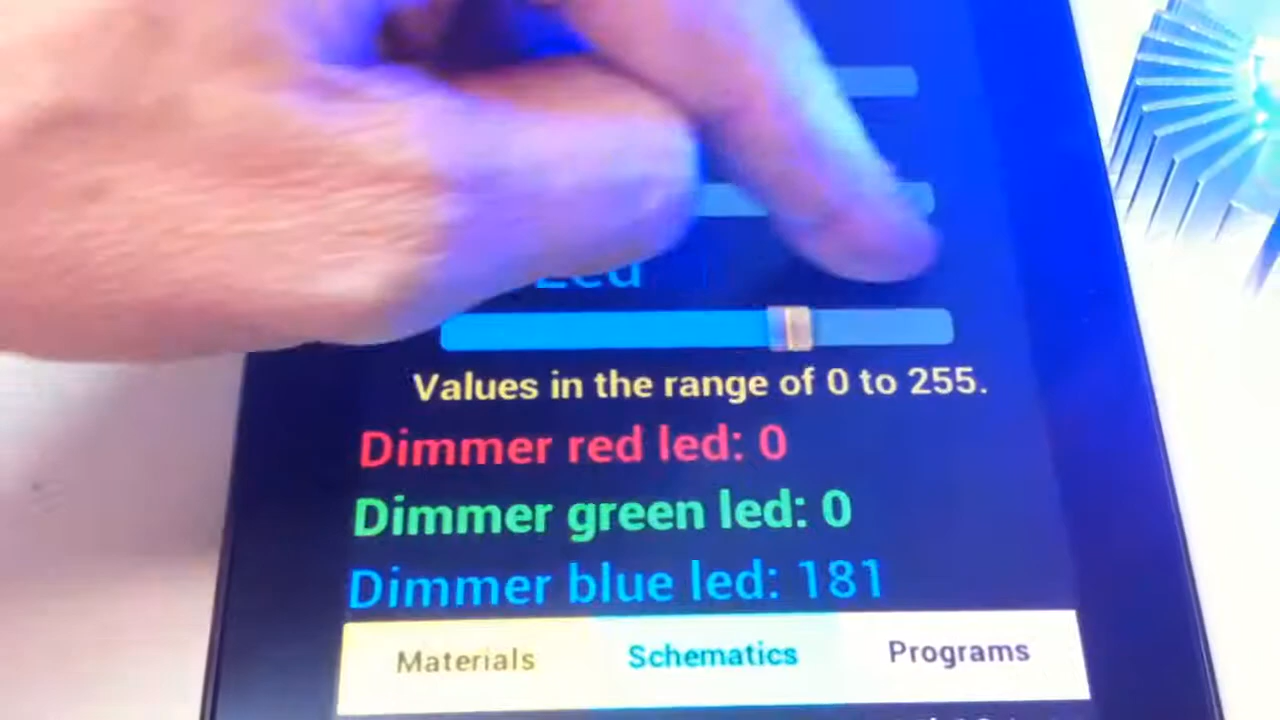 Led
Values in the range of 0 to 255.
Dimmer red led: 0
Dimmer green led: 0
Dimmer blue led: 181
Materials Schematics Programs